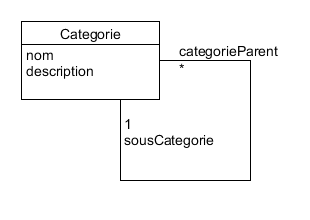 Categorie
nom
description
categorieParent
*
1
sousCategorie